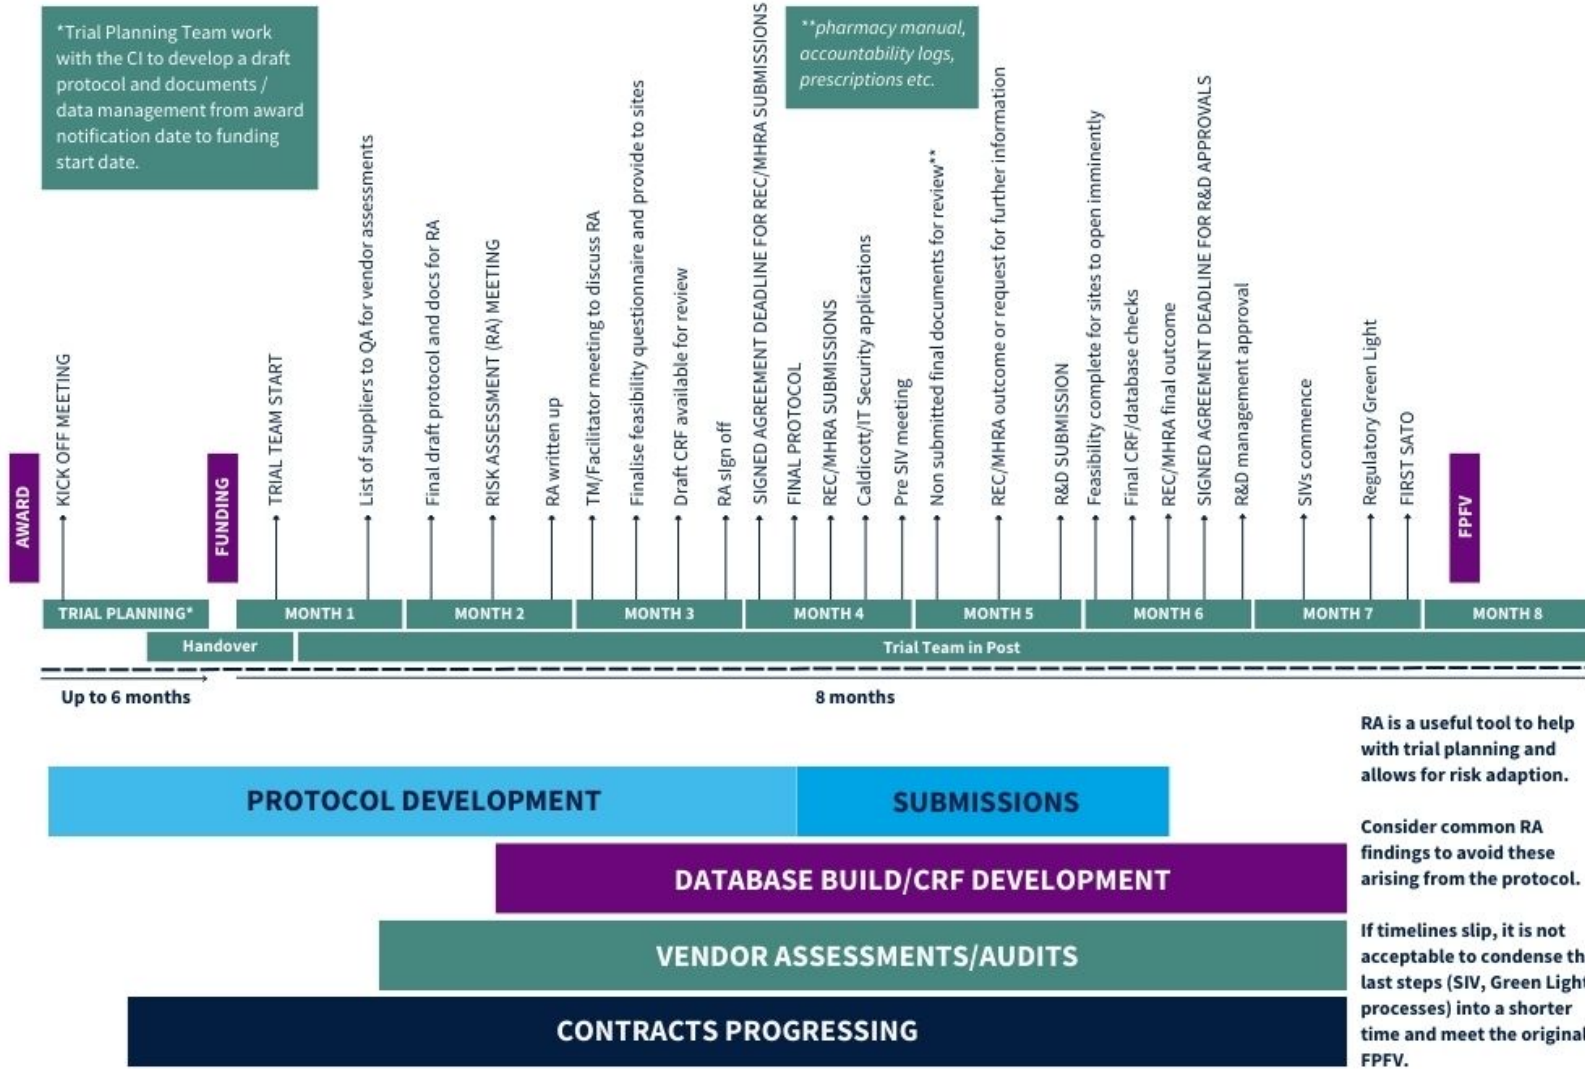 *Trial Planning Team work
with the CI to develop a draft
protocol and documents /
data management from award
notification date to funding
start date.
**pharmacy manual,
accountability logs,
prescriptions etc.
AWARD
KICK OFF MEETING
FUNDING
TRIAL TEAM START
List of suppliers to QA for vendor assessments
Final draft protocol and docs for RA
RISK ASSESSMENT (RA) MEETING
RA written up
TM/Facilitator meeting to discuss RA
Finalise feasibility questionnaire and provide to sites
Draft CRF available for review
RA sign off
SIGNED AGREEMENT DEADLINE FOR REC/MHRA SUBMISSIONS
FINAL PROTOCOL
REC/MHRA SUBMISSIONS
Caldicott/IT Security applications
Pre SIV meeting
Non submitted final documents for review**
REC/MHRA outcome or request for further information
R&D SUBMISSION
Feasibility complete for sites to open imminently
Final CRF/database checks
REC/MHRA final outcome
SIGNED AGREEMENT DEADLINE FOR R&D APPROVALS
R&D management approval
SIVs commence
Regulatory Green Light
FIRST SATO
FPFV
TRIAL PLANNING*
MONTH 1
MONTH 2
MONTH 3
MONTH 4
MONTH 5
MONTH 6
MONTH 7
MONTH 8
Handover
Trial Team in Post
Up to 6 months
8 months
PROTOCOL DEVELOPMENT
SUBMISSIONS
DATABASE BUILD/CRF DEVELOPMENT
VENDOR ASSESSMENTS/AUDITS
CONTRACTS PROGRESSING
RA is a useful tool to help
with trial planning and
allows for risk adaption.
Consider common RA
findings to avoid these
arising from the protocol.
If timelines slip, it is not
acceptable to condense th
last steps (SIV, Green Light
processes) into a shorter
time and meet the original
FPFV.